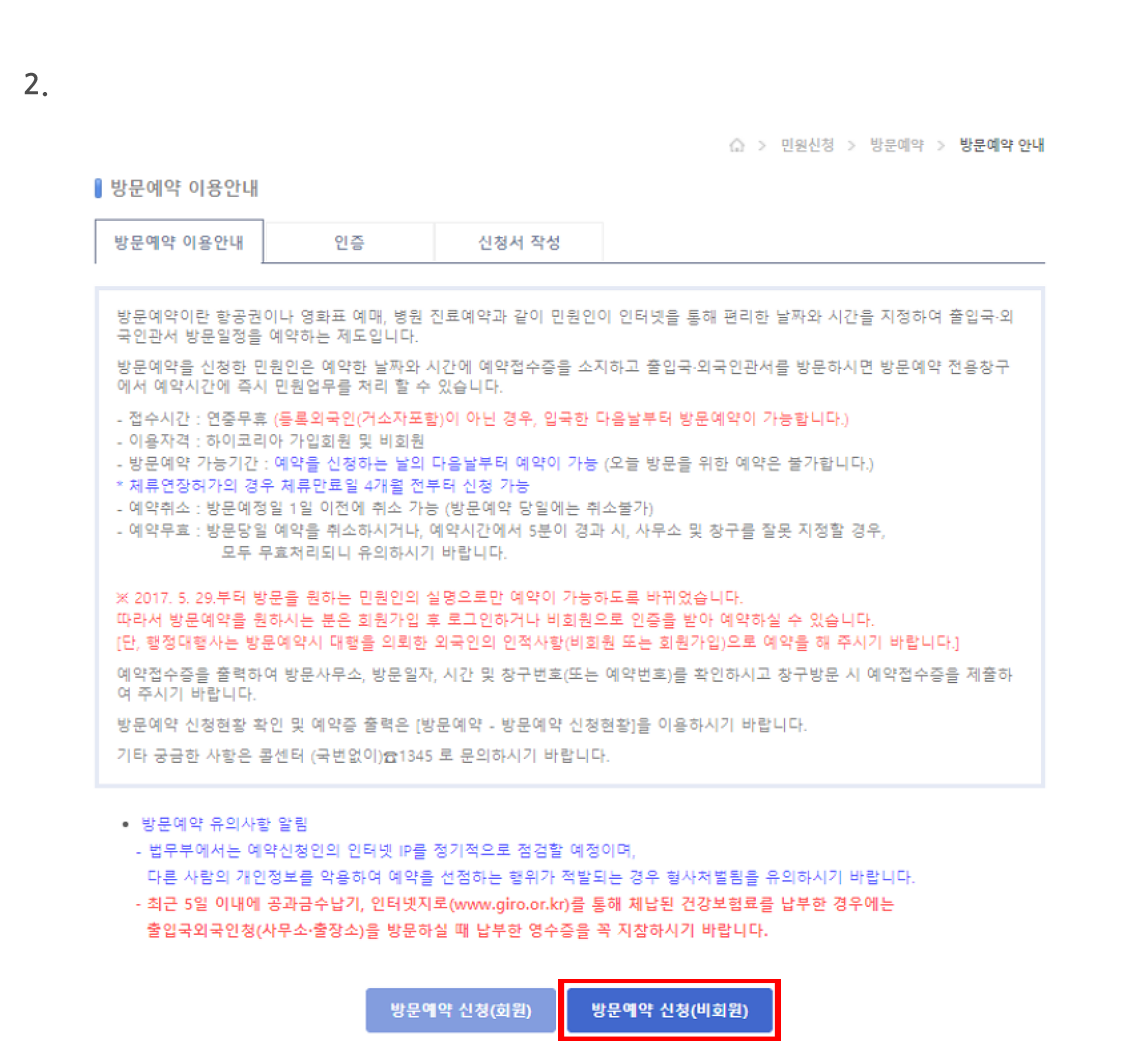 2.
> 민원신청 > 방문예약 > 방문예약 안내
방문예약 이용안내
방문예약 이용안내 인증 신청서 작성
방문예약이란 항공권이나 영화표 예매, 병원 진료예약과 같이 민원인이 인터넷을 통해 편리한 날짜와 시간을 지정하여 출입국·외
국인관서 방문일정을 예약하는 제도입니다.
방문예약을 신청한 민원인은 예약한 날짜와 시간에 예약접수증을 소지하고 출입국·외국인관서를 방문하시면 방문예약 전용창구
에서 예약시간에 즉시 민원업무를 처리 할 수 있습니다.
- 접수시간 : 연중무휴 (등록외국인(거소자포함)이 아닌 경우, 입국한 다음날부터 방문예약이 가능합니다.)
- 이용자격 : 하이코리아 가입회원 및 비회원
- 방문예약 가능기간 : 예약을 신청하는 날의 다음날부터 예약이 가능 (오늘 방문을 위한 예약은 불가합니다.)
* 체류연장허가의 경우 체류만료일 4개월 전부터 신청 가능
- 예약취소 : 방문예정일 1일 이전에 취소 가능 (방문예약 당일에는 취소불가)
- 예약무효 : 방문당일 예약을 취소하시거나, 예약시간에서 5분이 경과 시, 사무소 및 창구를 잘못 지정할 경우,
모두 무효처리되니 유의하시기 바랍니다.
※ 2017. 5. 29.부터 방문을 원하는 민원인의 실명으로만 예약이 가능하도록 바뀌었습니다.
따라서 방문예약을 원하시는 분은 회원가입 후 로그인하거나 비회원으로 인증을 받아 예약하실 수 있습니다.
[단, 행정대행사는 방문예약시 대행을 의뢰한 외국인의 인적사항(비회원 또는 회원가입)으로 예약을 해 주시기 바랍니다.]
예약접수증을 출력하여 방문사무소, 방문일자, 시간 및 창구번호(또는 예약번호)를 확인하시고 창구방문 시 예약접수증을 제출하
여 주시기 바랍니다.
방문예약 신청현황 확인 및 예약증 출력은 [방문예약 - 방문예약 신청현황]을 이용하시기 바랍니다.
기타 궁금한 사항은 콜센터 (국번없이)☎1345 로 문의하시기 바랍니다.
• 방문예약 유의사항 알림
- 법무부에서는 예약신청인의 인터넷 IP를 정기적으로 점검할 예정이며,
다른 사람의 개인정보를 악용하여 예약을 선점하는 행위가 적발되는 경우 형사처벌됨을 유의하시기 바랍니다.
- 최근 5일 이내에 공과금수납기, 인터넷지로(www.giro.or.kr)를 통해 체납된 건강보험료를 납부한 경우에는
출입국외국인청(사무소·출장소)을 방문하실 때 납부한 영수증을 꼭 지참하시기 바랍니다.
방문예약 신청(회원) 방문예약 신청(비회원)